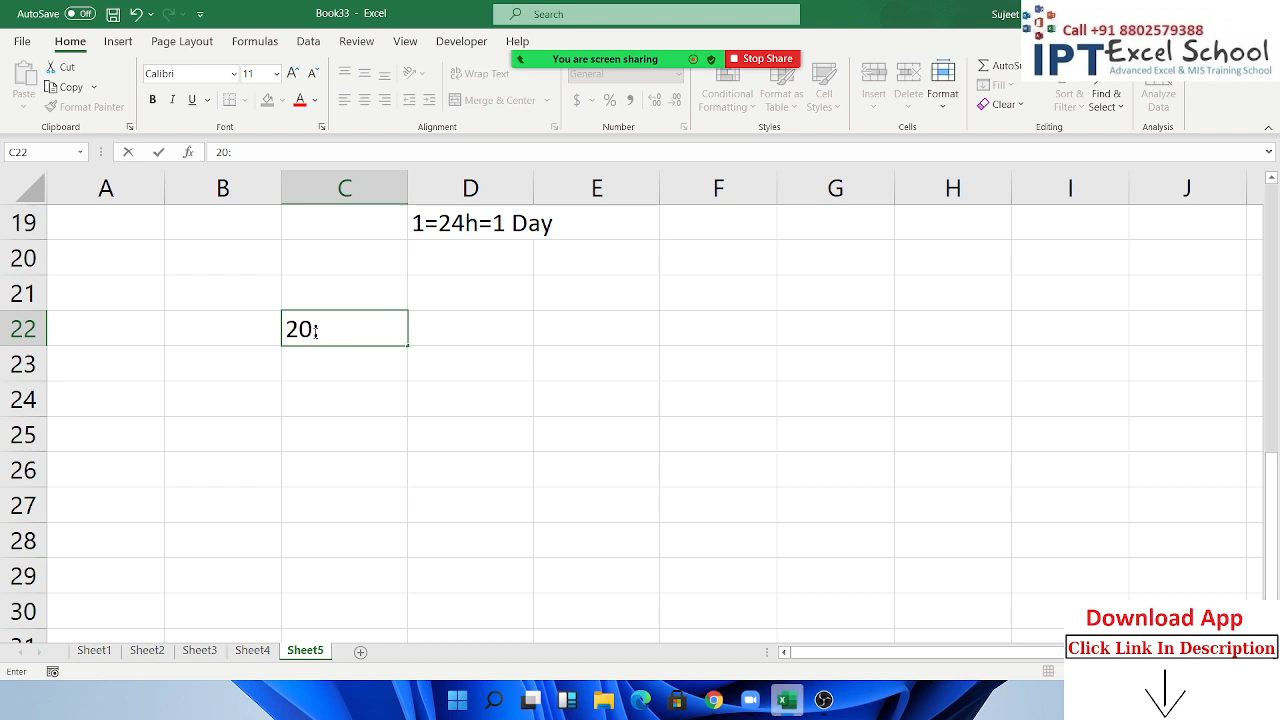 AutoSave Off Book33 - Excel Search Sujeet
Call +91 8802579388
IPT Excel School
Advanced Excel & MIS Training School
File Home Insert Page Layout Formulas Data View Developer Help
You are screen sharing Stop Share
Paste Cut Copy Format Painter
Calibri 11
B I U
Wrap Text
Merge & Center
General
$ % ,
Conditional Formatting Format as Table Cell Styles
Insert Delete Format
Fill Clear
Sort & Filter Find & Select
Analyze Data
Clipboard Font Alignment Number Styles Cells Editing Analysis
C22 fx 20:
A B C D E F G H I J
19 1=24h=1 Day
20
21
22 20:
23
24
25
26
27
28
29
30
Sheet1 Sheet2 Sheet3 Sheet4 Sheet5
Enter
Download App
Click Link In Description